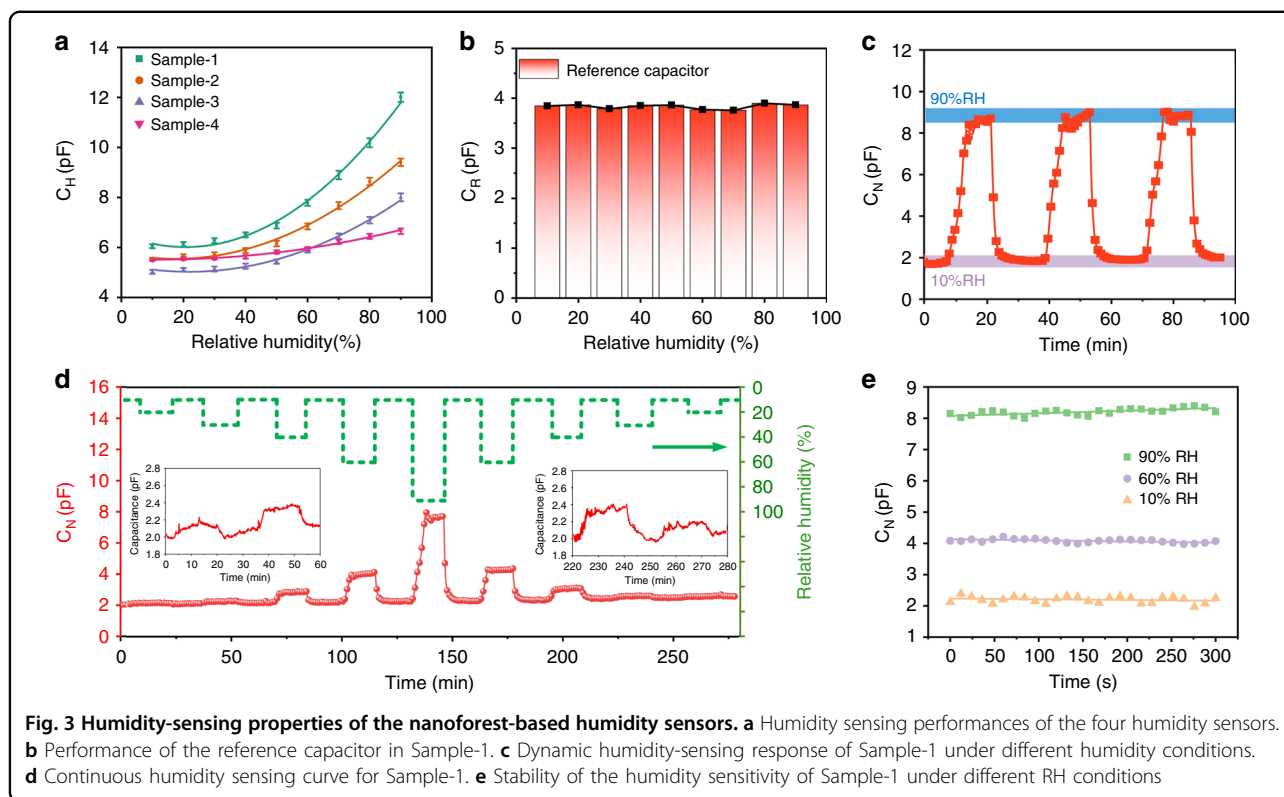 a
14
12
10
8
6
4
C_H (pF)
Sample-1
Sample-2
Sample-3
Sample-4
0 20 40 60 80 100
Relative humidity(%)
b
5
4
3
2
1
0
C_R (pF)
Reference capacitor
0 20 40 60 80 100
Relative humidity (%)
c
12
10
8
6
4
2
0
C_N (pF)
90%RH
10%RH
0 20 40 60 80 100
Time (min)
d
16
14
12
10
8
6
4
2
0
C_N (pF)
0
20
40
60
80
100
Relative humidity (%)
2.8
2.6
2.4
2.2
2.0
1.8
Capacitance (pF)
0 10 20 30 40 50 60
Time (min)
2.8
2.6
2.4
2.2
2.0
1.8
Capacitance (pF)
220 230 240 250 260 270 280
Time (min)
0 50 100 150 200 250
Time (min)
e
9
8
7
6
5
4
3
2
1
C_N (pF)
90% RH
60% RH
10% RH
0 50 100 150 200 250 300
Time (s)
Fig. 3 Humidity-sensing properties of the nanoforest-based humidity sensors. a Humidity sensing performances of the four humidity sensors.
b Performance of the reference capacitor in Sample-1. c Dynamic humidity-sensing response of Sample-1 under different humidity conditions.
d Continuous humidity sensing curve for Sample-1. e Stability of the humidity sensitivity of Sample-1 under different RH conditions